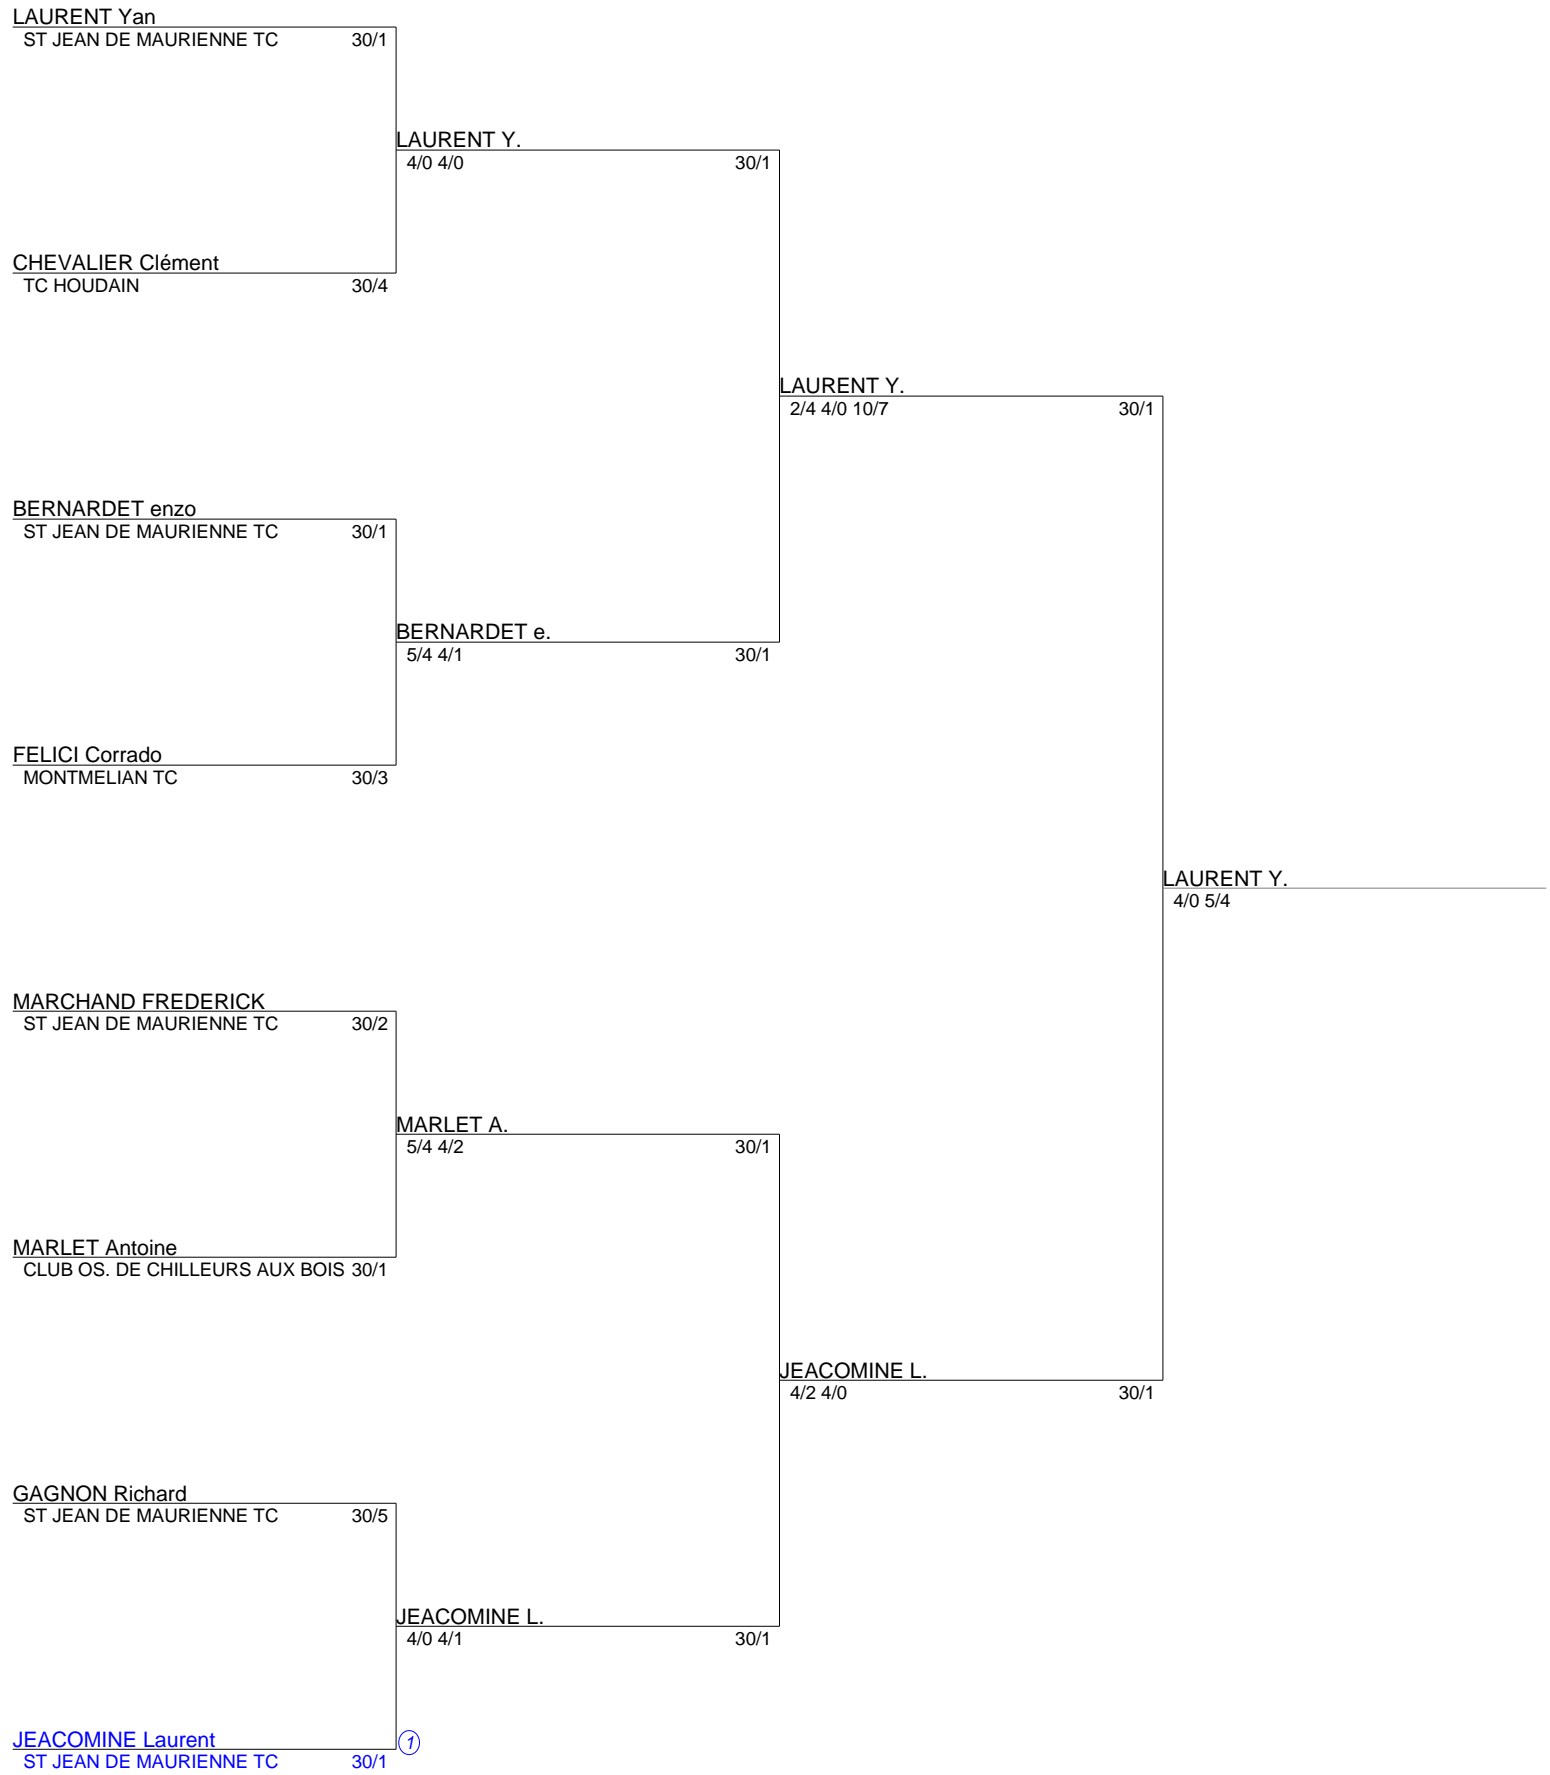 LAURENT Yan
ST JEAN DE MAURIENNE TC 30/1
LAURENT Y.
4/0 4/0 30/1
CHEVALIER Clément
TC HOUDAIN 30/4
LAURENT Y.
2/4 4/0 10/7 30/1
BERNARDET enzo
ST JEAN DE MAURIENNE TC 30/1
BERNARDET e.
5/4 4/1 30/1
FELICI Corrado
MONTMELIAN TC 30/3
LAURENT Y.
4/0 5/4
MARCHAND FREDERICK
ST JEAN DE MAURIENNE TC 30/2
MARLET A.
5/4 4/2 30/1
MARLET Antoine
CLUB OS. DE CHILLEURS AUX BOIS 30/1
JEACOMINE L.
4/2 4/0 30/1
GAGNON Richard
ST JEAN DE MAURIENNE TC 30/5
JEACOMINE L.
4/0 4/1 30/1
JEACOMINE Laurent 1
ST JEAN DE MAURIENNE TC 30/1